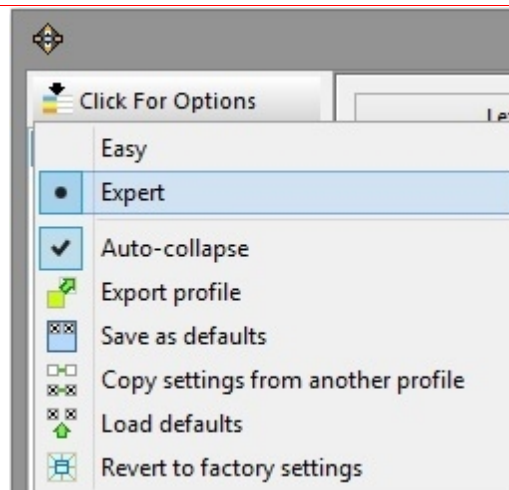 Click For Options
Easy
Expert
Auto-collapse
Export profile
Save as defaults
Copy settings from another profile
Load defaults
Revert to factory settings